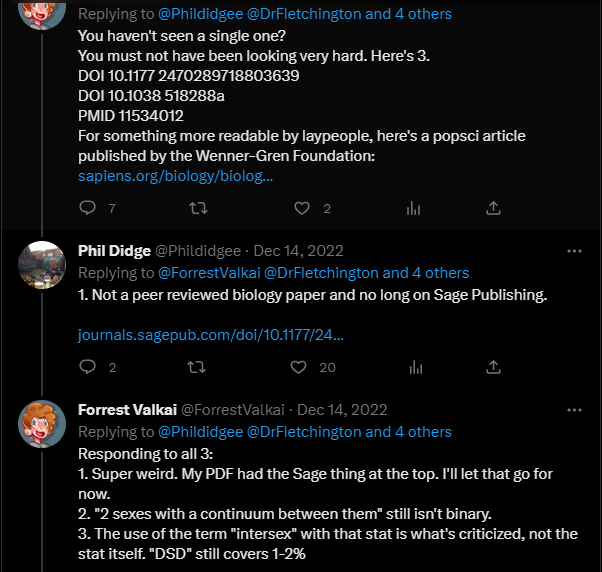 Replying to @Phildidgee @DrFletchington and 4 others
You haven't seen a single one?
You must not have been looking very hard. Here's 3.
DOI 10.1177 2470289718803639
DOI 10.1038 518288a
PMID 11534012
For something more readable by laypeople, here's a popsci article
published by the Wenner-Gren Foundation:
sapiens.org/biology/biolog...
7 2
Phil Didge @Phildidgee · Dec 14, 2022 ...
Replying to @ForrestValkai @DrFletchington and 4 others
1. Not a peer reviewed biology paper and no long on Sage Publishing.
journals.sagepub.com/doi/10.1177/24...
2 20
Forrest Valkai @ForrestValkai · Dec 14, 2022 ...
Replying to @Phildidgee @DrFletchington and 4 others
Responding to all 3:
1. Super weird. My PDF had the Sage thing at the top. I'll let that go for
now.
2. "2 sexes with a continuum between them" still isn't binary.
3. The use of the term "intersex" with that stat is what's criticized, not the
stat itself. "DSD" still covers 1-2%